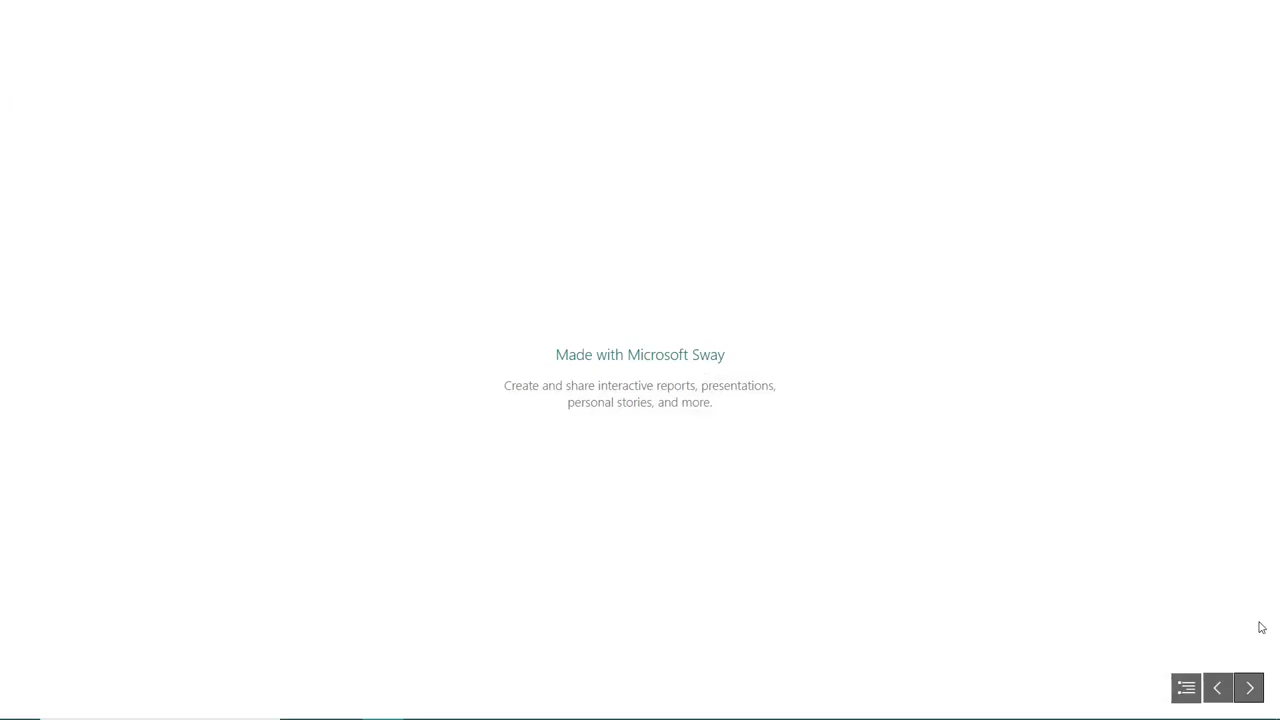 Made with Microsoft Sway
Create and share interactive reports, presentations,
personal stories, and more.